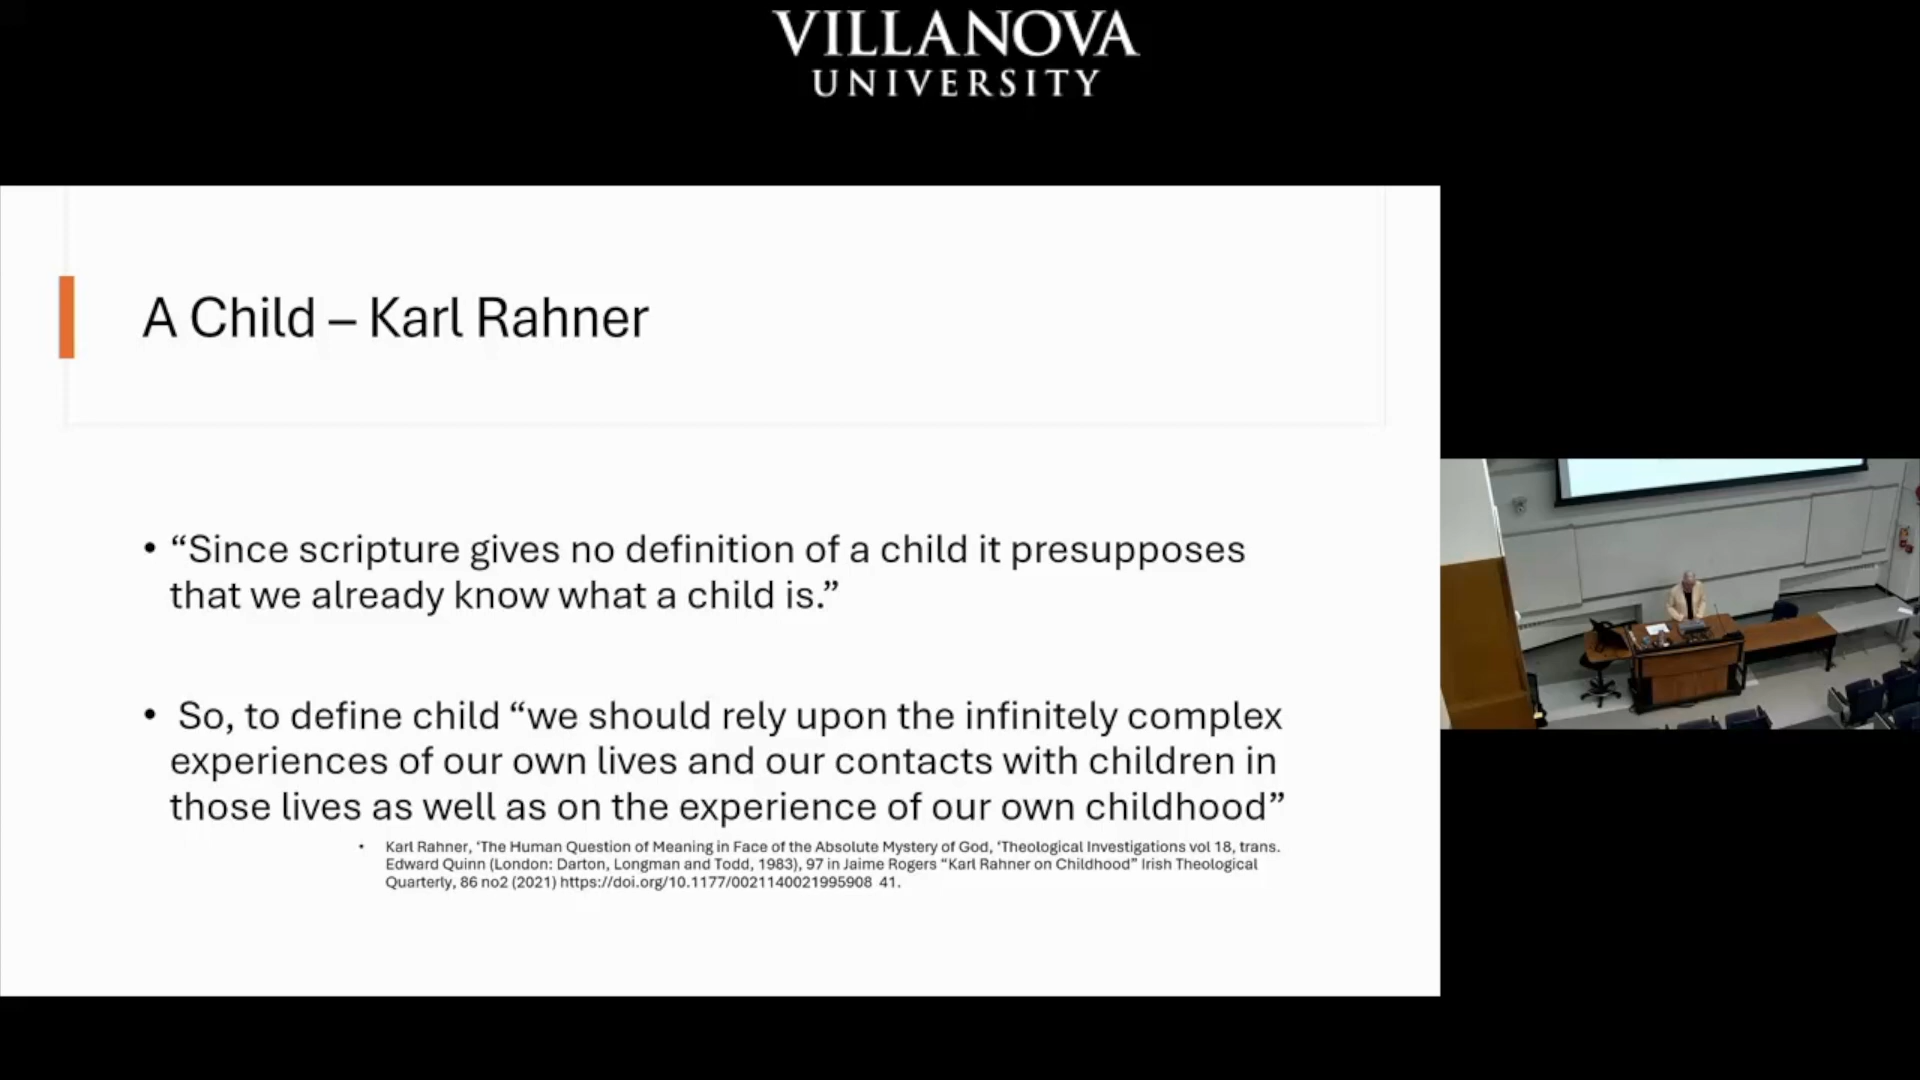 VILLANOVA
UNIVERSITY
A Child – Karl Rahner
• “Since scripture gives no definition of a child it presupposes
that we already know what a child is.”
• So, to define child “we should rely upon the infinitely complex
experiences of our own lives and our contacts with children in
those lives as well as on the experience of our own childhood”
• Karl Rahner, ‘The Human Question of Meaning in Face of the Absolute Mystery of God, ‘Theological Investigations vol 18, trans.
Edward Quinn (London: Darton, Longman and Todd, 1983), 97 in Jaime Rogers “Karl Rahner on Childhood” Irish Theological
Quarterly, 86 no2 (2021) https://doi.org/10.1177/0021140021995908 41.